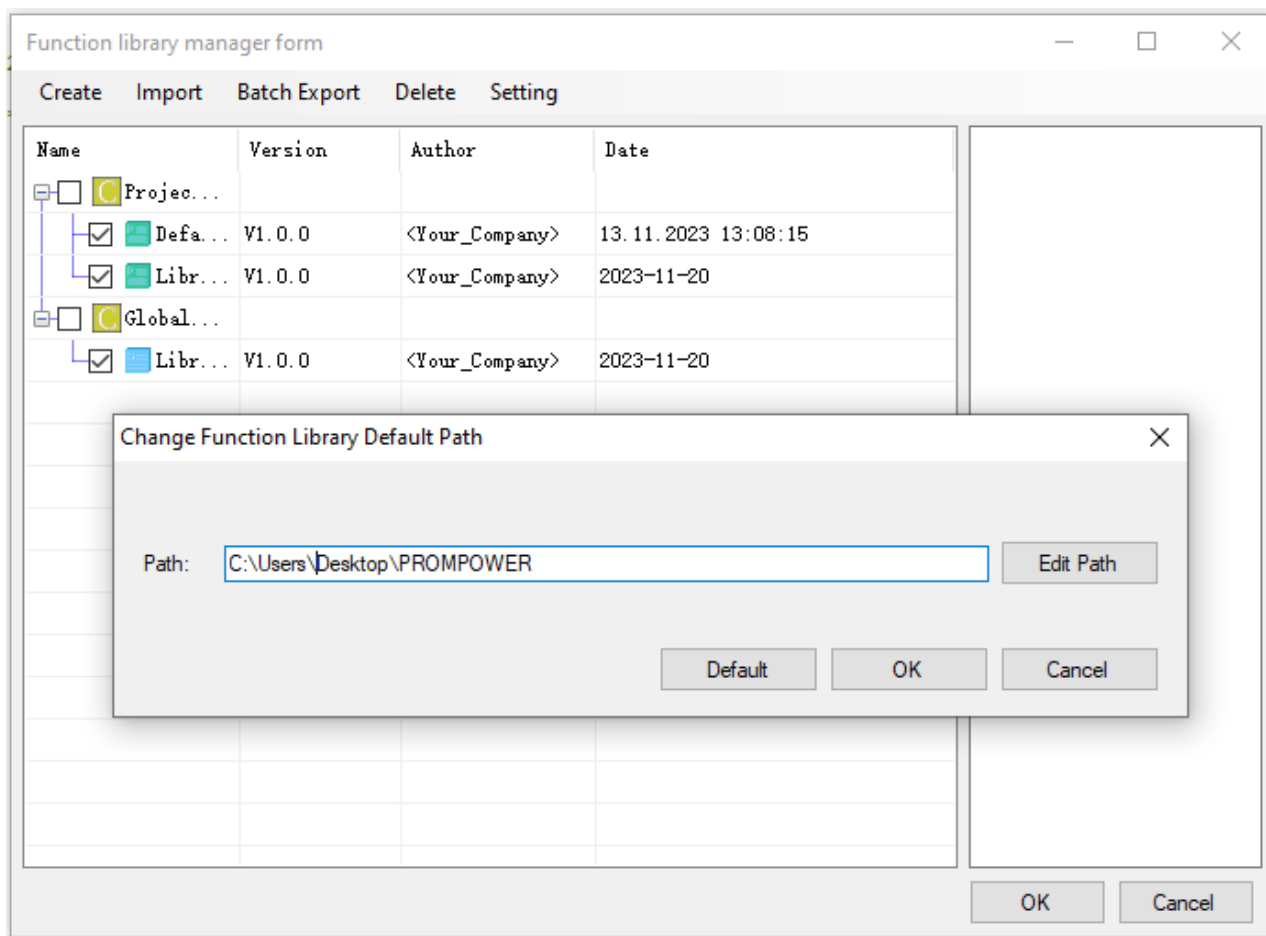 Function library manager form
Create Import Batch Export Delete Setting
Name Version Author Date
Projec...
Defa... V1.0.0 <Your_Company> 13.11.2023 13:08:15
Libr... V1.0.0 <Your_Company> 2023-11-20
Global...
Libr... V1.0.0 <Your_Company> 2023-11-20
Change Function Library Default Path
Path: C:\Users\Desktop\PROMPOWER Edit Path
Default OK Cancel
OK Cancel